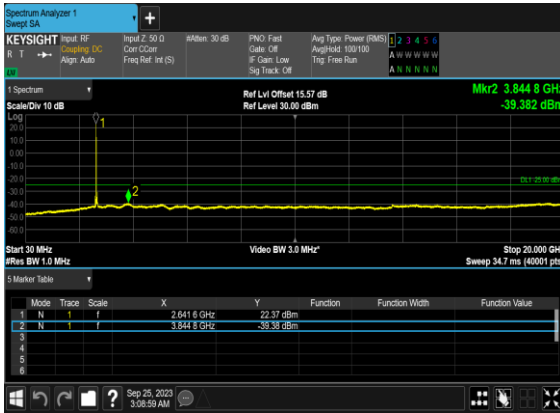 Spectrum Analyzer 1
Swept SA
+
KEYSIGHT
R T
Input: RF
Coupling: DC
Align: Auto
Input Z: 50 Ω
Corr CCorr
Freq Ref: Int (S)
#Atten: 30 dB
PNO: Fast
Gate: Off
IF Gain: Low
Sig Track: Off
Avg Type: Power (RMS)
Avg|Hold: 100/100
Trig: Free Run
1 2 3 4 5 6
A W W W W W
A N N N N N
1 Spectrum
Scale/Div 10 dB
Ref Lvl Offset 15.57 dB
Ref Level 30.00 dBm
Mkr2 3.844 8 GHz
-39.382 dBm
Log
20.0
10.0
0.00
-10.0
-20.0
-30.0
-40.0
-50.0
-60.0
1
2
DL1 -25.00 dBm
Start 30 MHz
#Res BW 1.0 MHz
Video BW 3.0 MHz*
Stop 20.000 GHz
Sweep 34.7 ms (40001 pts)
5 Marker Table
Mode Trace Scale X Y Function Function Width Function Value
1 N 1 f 2.641 6 GHz 22.37 dBm
2 N 1 f 3.844 8 GHz -39.38 dBm
3
4
5
6
?
Sep 25, 2023
3:08:59 AM